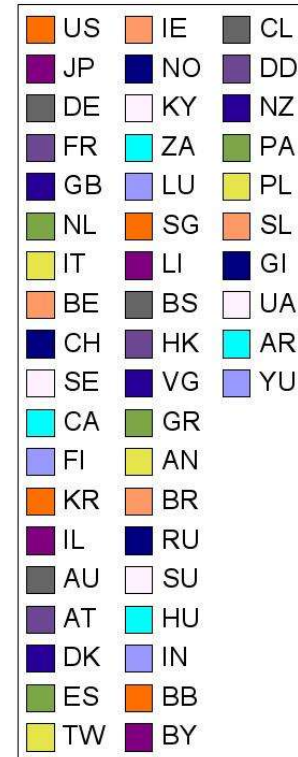 US IE CL
JP NO DD
DE KY NZ
FR ZA PA
GB LU PL
NL SG SL
IT LI GI
BE BS UA
CH HK AR
SE VG YU
CA GR
FI AN
KR BR
IL RU
AU SU
AT HU
DK IN
ES BB
TW BY